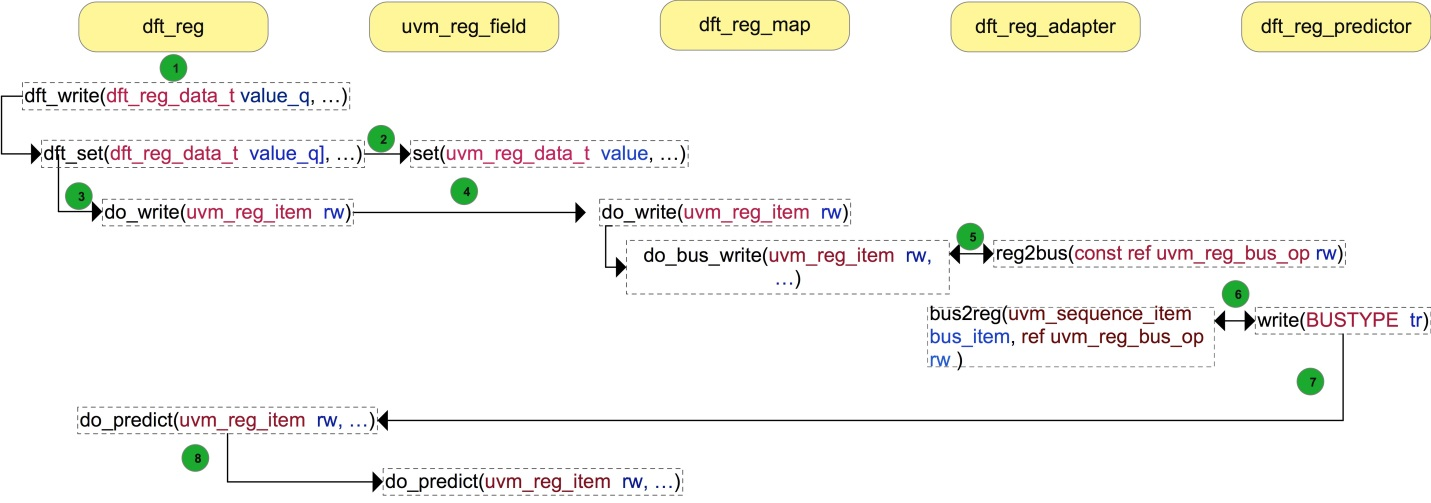 dft_reg
uvm_reg_field
dft_reg_map
dft_reg_adapter
dft_reg_predictor
1
dft_write(dft_reg_data_t value_q, …)
2
dft_set(dft_reg_data_t value_q], …)
set(uvm_reg_data_t value, …)
3
4
do_write(uvm_reg_item rw)
do_write(uvm_reg_item rw)
5
do_bus_write(uvm_reg_item rw,
…)
reg2bus(const ref uvm_reg_bus_op rw)
6
bus2reg(uvm_sequence_item
bus_item, ref uvm_reg_bus_op
rw )
write(BUSTYPE tr)
7
do_predict(uvm_reg_item rw, …)
8
do_predict(uvm_reg_item rw, …)